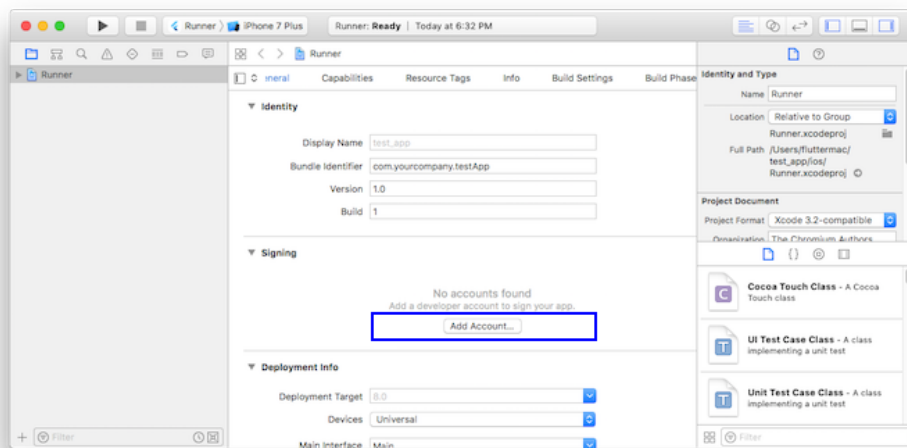 Runner
iPhone 7 Plus
Runner: Ready | Today at 6:32 PM
Runner
Runner
neral
Capabilities
Resource Tags
Info
Build Settings
Build Phase
Identity
Display Name test_app
Bundle Identifier com.yourcompany.testApp
Version 1.0
Build 1
Signing
No accounts found
Add a developer account to sign your app.
Add Account...
Deployment Info
Deployment Target 8.0
Devices Universal
Main Interface Main
Filter
Identity and Type
Name Runner
Location Relative to Group
Runner.xcodeproj
Full Path /Users/fluttermac/
test_app/ios/
Runner.xcodeproj
Project Document
Project Format Xcode 3.2-compatible
Organization The Chromium Authors
C
Cocoa Touch Class - A Cocoa
Touch class
T
UI Test Case Class - A class
implementing a unit test
T
Unit Test Case Class - A class
implementing a unit test
Filter